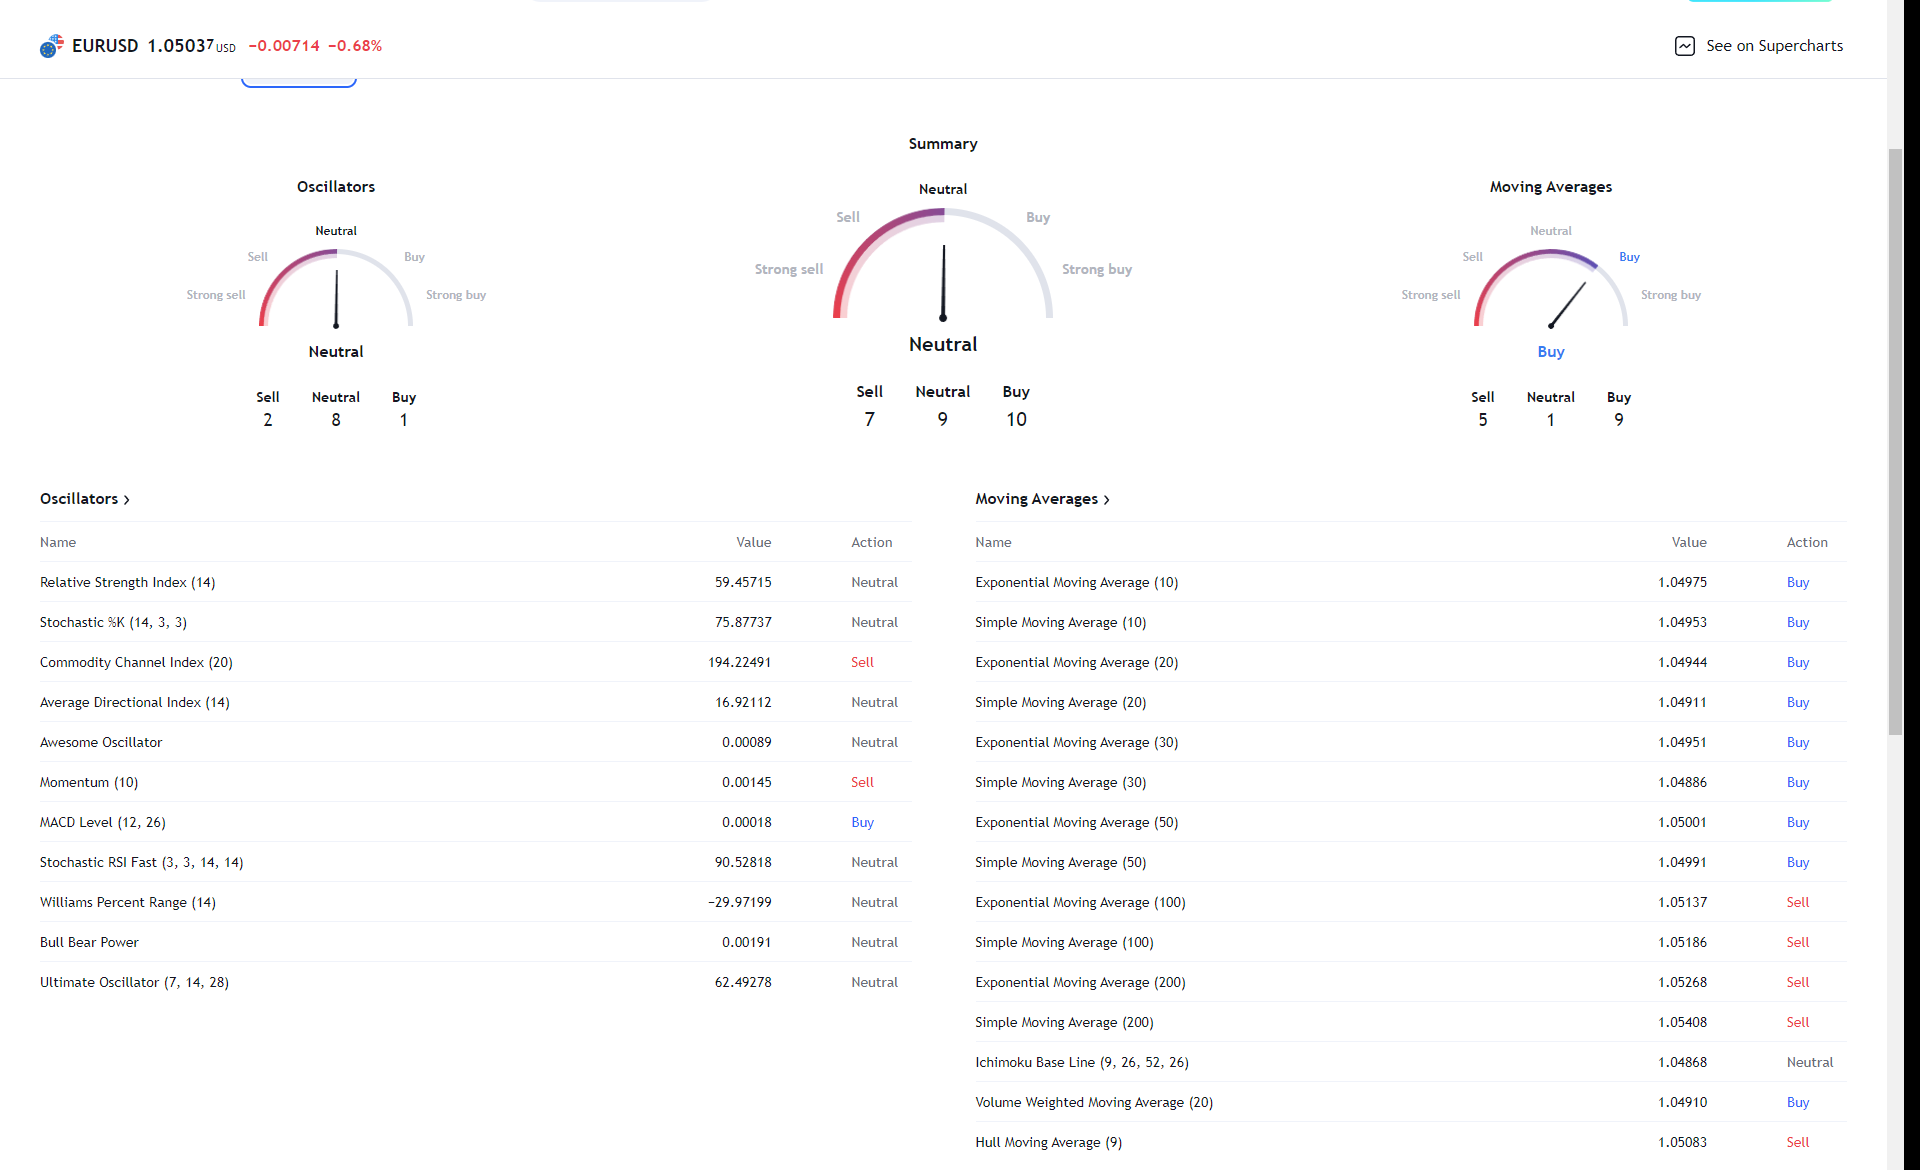 EURUSD 1.05037 USD −0.00714 −0.68%
See on Supercharts
Summary
Neutral
Sell
Buy
Strong sell
Strong buy
Neutral
Sell Neutral Buy
7 9 10
Oscillators
Neutral
Sell
Buy
Strong sell
Strong buy
Neutral
Sell Neutral Buy
2 8 1
Moving Averages
Neutral
Sell
Buy
Strong sell
Strong buy
Buy
Sell Neutral Buy
5 1 9
Oscillators >
Name Value Action
Relative Strength Index (14) 59.45715 Neutral
Stochastic %K (14, 3, 3) 75.87737 Neutral
Commodity Channel Index (20) 194.22491 Sell
Average Directional Index (14) 16.92112 Neutral
Awesome Oscillator 0.00089 Neutral
Momentum (10) 0.00145 Sell
MACD Level (12, 26) 0.00018 Buy
Stochastic RSI Fast (3, 3, 14, 14) 90.52818 Neutral
Williams Percent Range (14) −29.97199 Neutral
Bull Bear Power 0.00191 Neutral
Ultimate Oscillator (7, 14, 28) 62.49278 Neutral
Moving Averages >
Name Value Action
Exponential Moving Average (10) 1.04975 Buy
Simple Moving Average (10) 1.04953 Buy
Exponential Moving Average (20) 1.04944 Buy
Simple Moving Average (20) 1.04911 Buy
Exponential Moving Average (30) 1.04951 Buy
Simple Moving Average (30) 1.04886 Buy
Exponential Moving Average (50) 1.05001 Buy
Simple Moving Average (50) 1.04991 Buy
Exponential Moving Average (100) 1.05137 Sell
Simple Moving Average (100) 1.05186 Sell
Exponential Moving Average (200) 1.05268 Sell
Simple Moving Average (200) 1.05408 Sell
Ichimoku Base Line (9, 26, 52, 26) 1.04868 Neutral
Volume Weighted Moving Average (20) 1.04910 Buy
Hull Moving Average (9) 1.05083 Sell